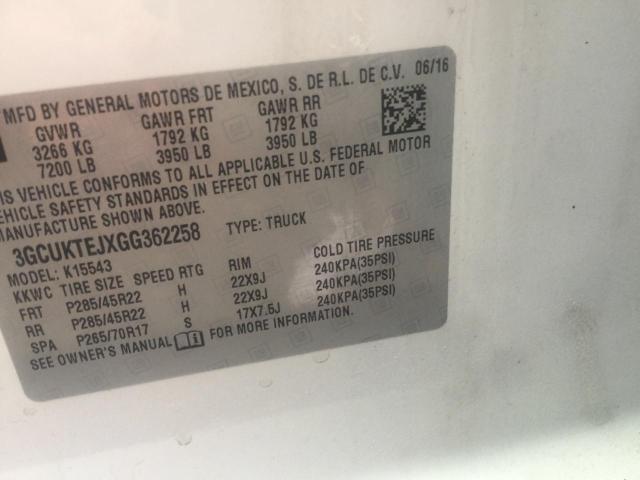 MFD BY GENERAL MOTORS DE MEXICO, S. DE R.L. DE C.V. 06/16
GVWR GAWR FRT GAWR RR
3266 KG 1792 KG 1792 KG
7200 LB 3950 LB 3950 LB
IS VEHICLE CONFORMS TO ALL APPLICABLE U.S. FEDERAL MOTOR
VEHICLE SAFETY STANDARDS IN EFFECT ON THE DATE OF
MANUFACTURE SHOWN ABOVE.
3GCUKTEJXGG362258 TYPE: TRUCK
MODEL: K15543
KKWC TIRE SIZE SPEED RTG RIM COLD TIRE PRESSURE
FRT P285/45R22 H 22X9J 240KPA(35PSI)
RR P285/45R22 H 22X9J 240KPA(35PSI)
SPA P265/70R17 S 17X7.5J 240KPA(35PSI)
SEE OWNER'S MANUAL FOR MORE INFORMATION.